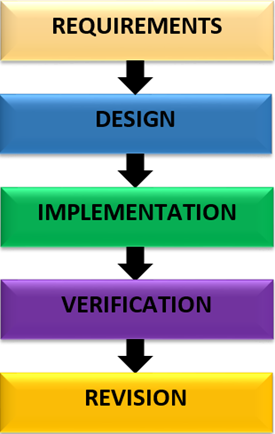 REQUIREMENTS
DESIGN
IMPLEMENTATION
VERIFICATION
REVISION